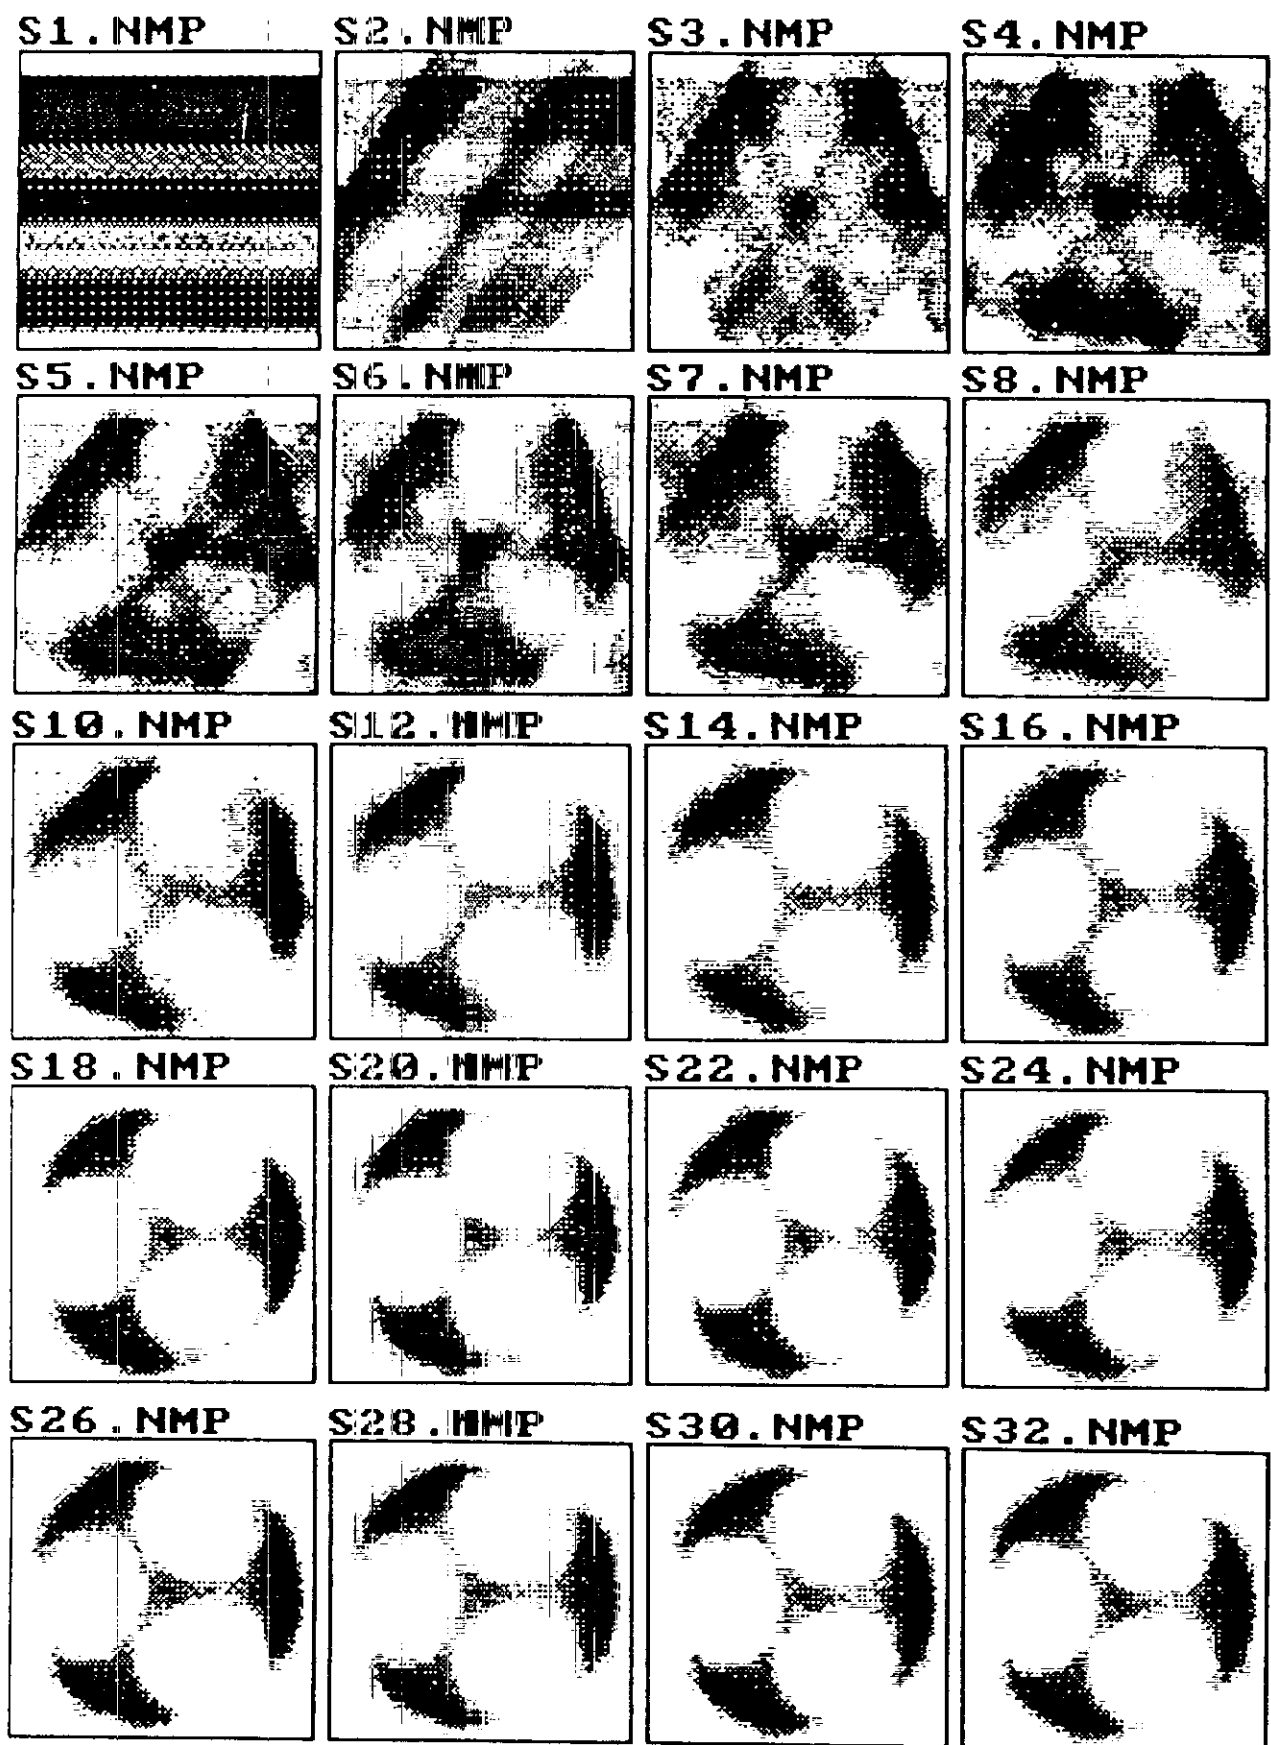 S1.NMP S2.NMP S3.NMP S4.NMP
S5.NMP S6.NMP S7.NMP S8.NMP
S10.NMP S12.NMP S14.NMP S16.NMP
S18.NMP S20.NMP S22.NMP S24.NMP
S26.NMP S28.NMP S30.NMP S32.NMP